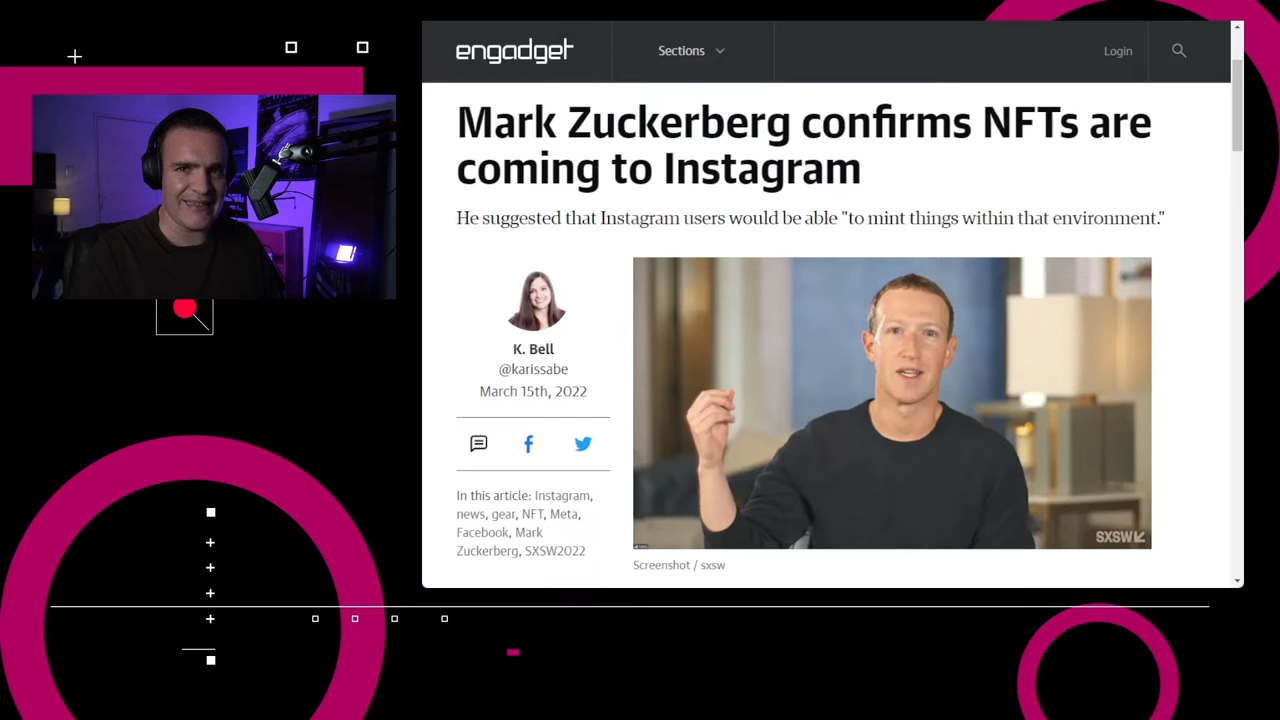 engadget
Sections
Login
Mark Zuckerberg confirms NFTs are
coming to Instagram
He suggested that Instagram users would be able "to mint things within that environment."
K. Bell
@karissabe
March 15th, 2022
In this article: Instagram,
news, gear, NFT, Meta,
Facebook, Mark
Zuckerberg, SXSW2022
SXSW
Screenshot / sxsw